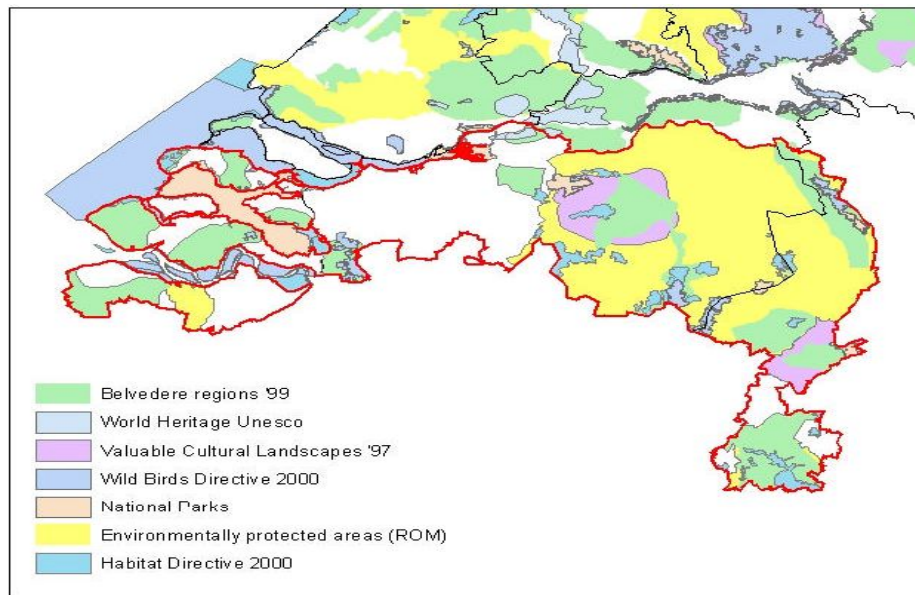 Belvedere regions '99
World Heritage Unesco
Valuable Cultural Landscapes '97
Wild Birds Directive 2000
National Parks
Environmentally protected areas (ROM)
Habitat Directive 2000